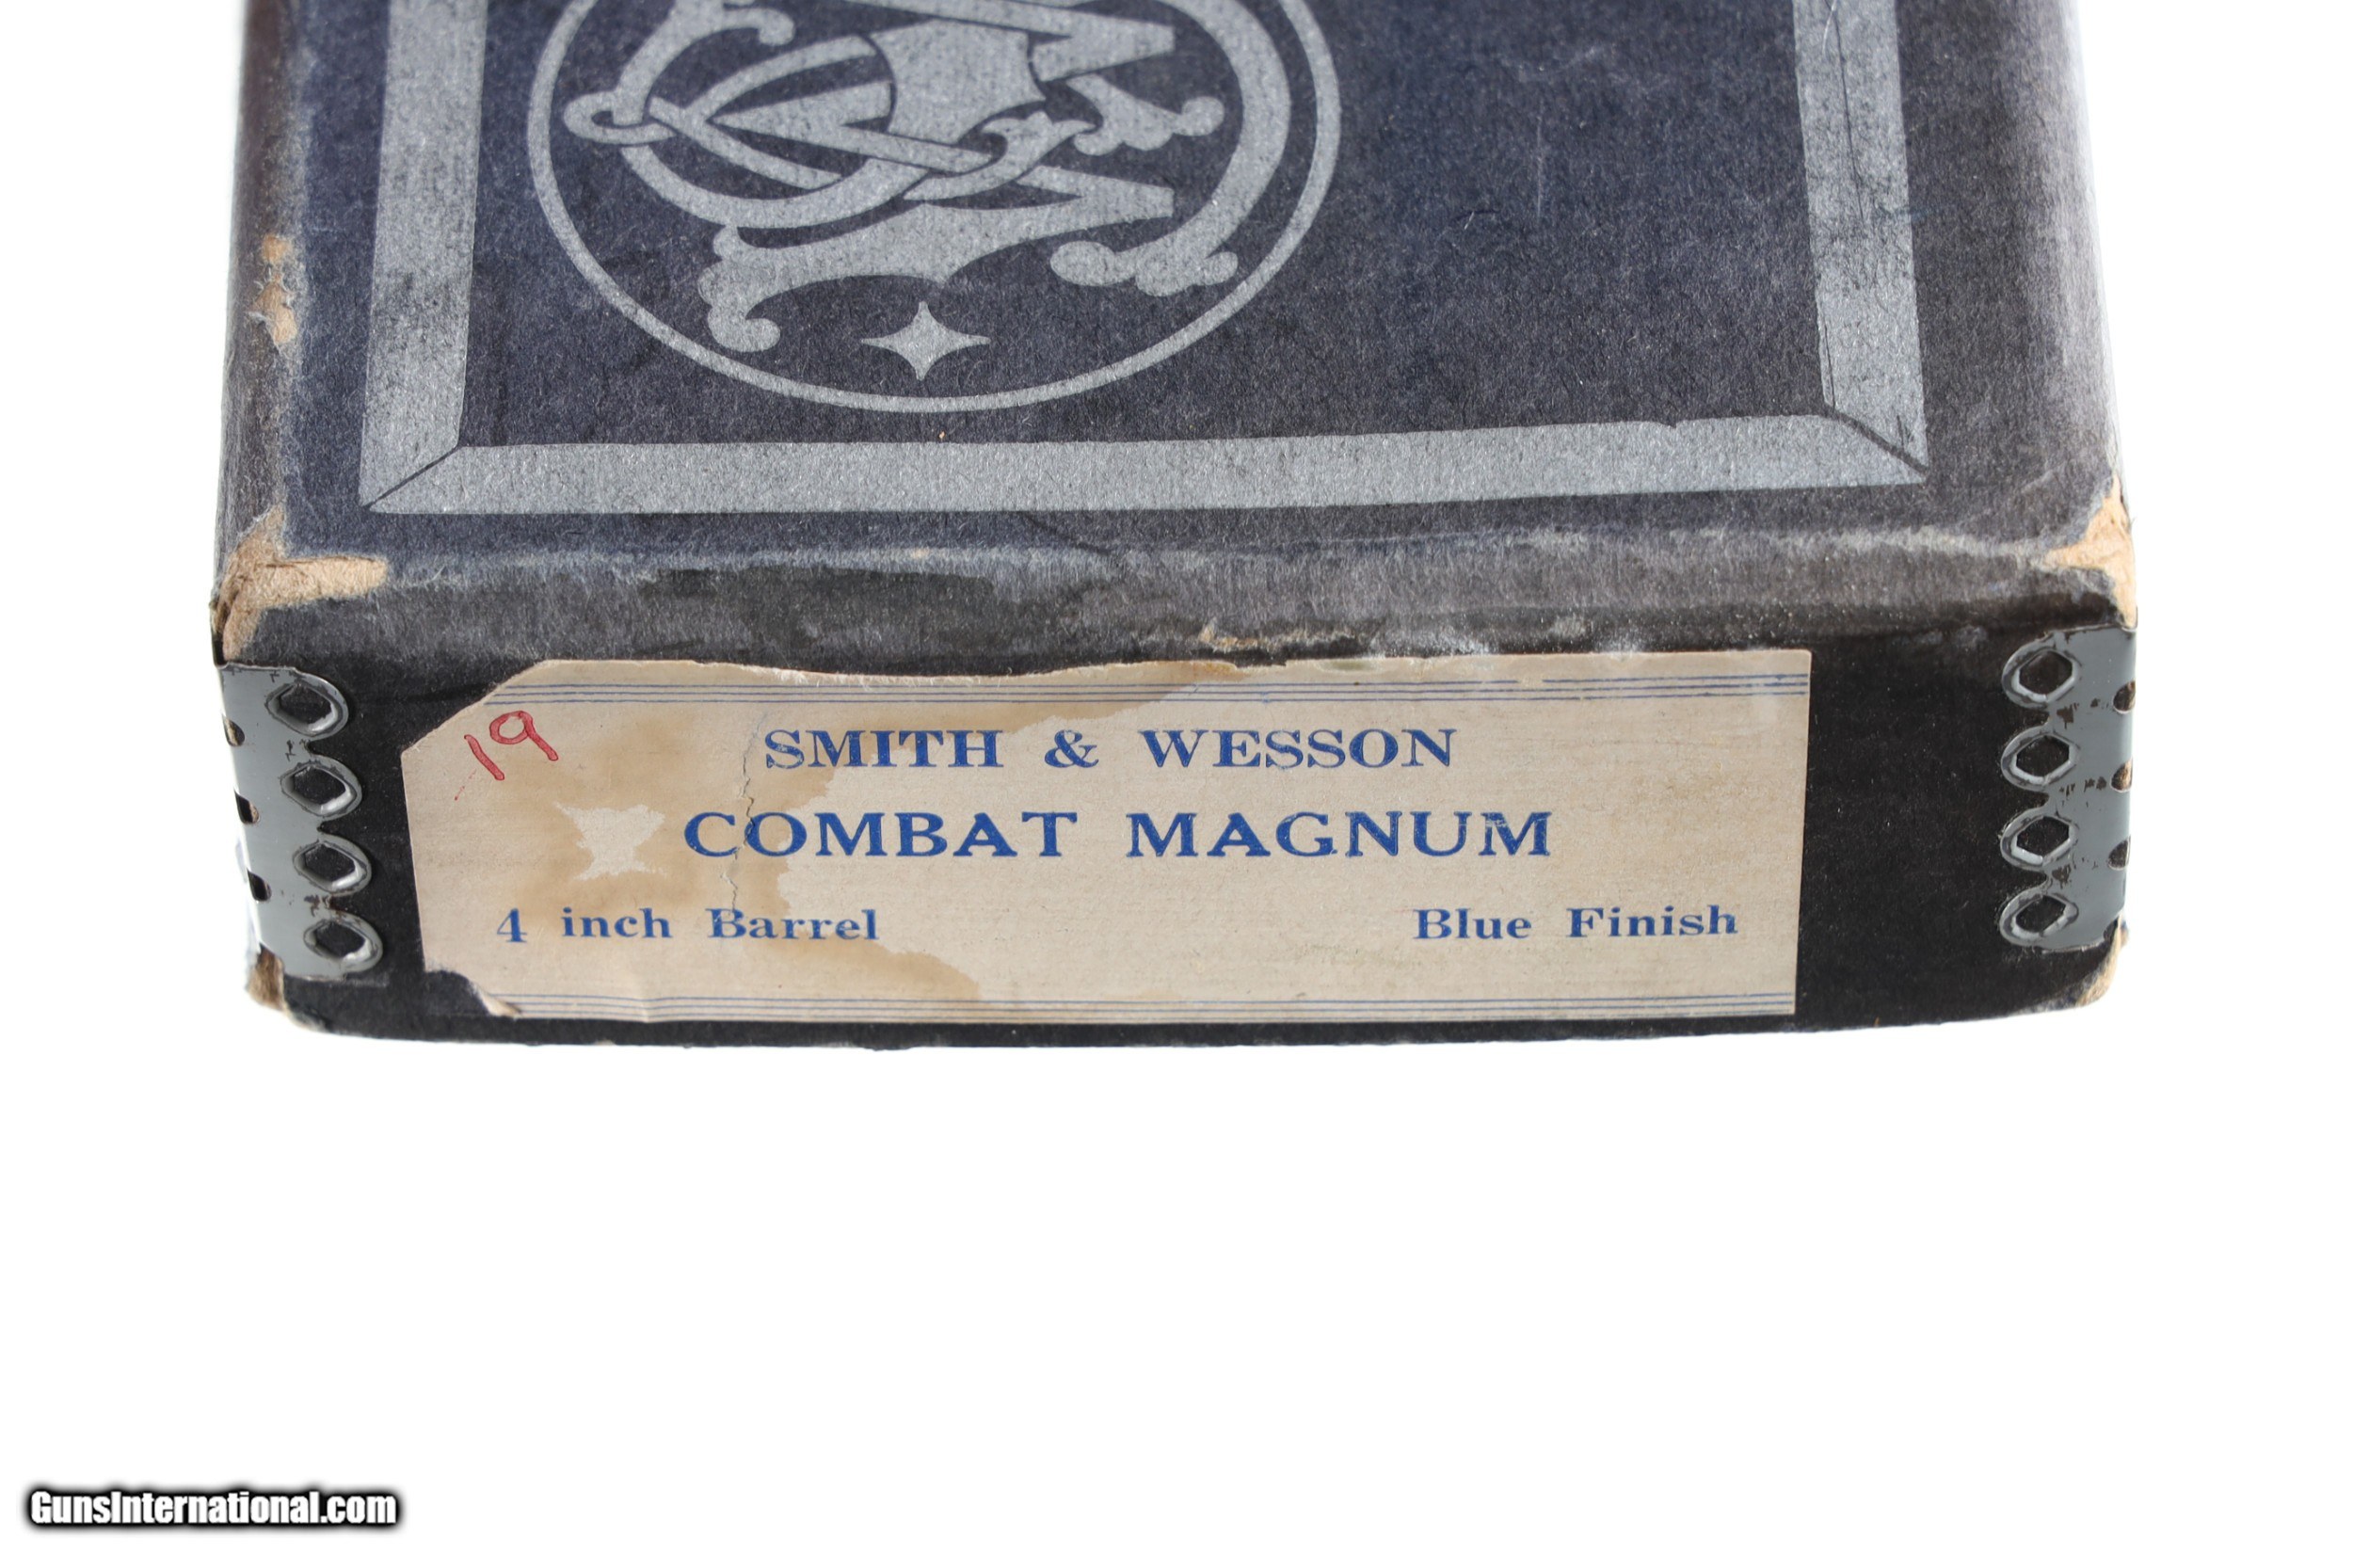 19
SMITH & WESSON
COMBAT MAGNUM
4 inch Barrel Blue Finish
GunsInternational.com